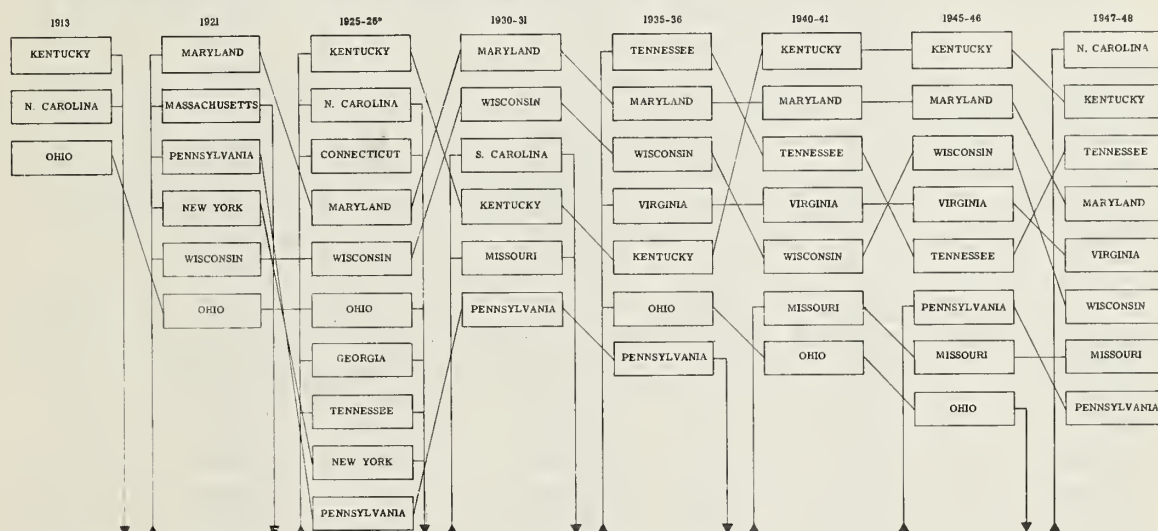 1913
KENTUCKY
N. CAROLINA
OHIO
1921
MARYLAND
MASSACHUSETTS
PENNSYLVANIA
NEW YORK
WISCONSIN
OHIO
1925-26*
KENTUCKY
N. CAROLINA
CONNECTICUT
MARYLAND
WISCONSIN
OHIO
GEORGIA
TENNESSEE
NEW YORK
PENNSYLVANIA
1930-31
MARYLAND
WISCONSIN
S. CAROLINA
KENTUCKY
MISSOURI
PENNSYLVANIA
1935-36
TENNESSEE
MARYLAND
WISCONSIN
VIRGINIA
KENTUCKY
OHIO
PENNSYLVANIA
1940-41
KENTUCKY
MARYLAND
TENNESSEE
VIRGINIA
WISCONSIN
MISSOURI
OHIO
1945-46
KENTUCKY
MARYLAND
WISCONSIN
VIRGINIA
TENNESSEE
PENNSYLVANIA
MISSOURI
OHIO
1947-48
N. CAROLINA
KENTUCKY
TENNESSEE
MARYLAND
VIRGINIA
WISCONSIN
MISSOURI
PENNSYLVANIA